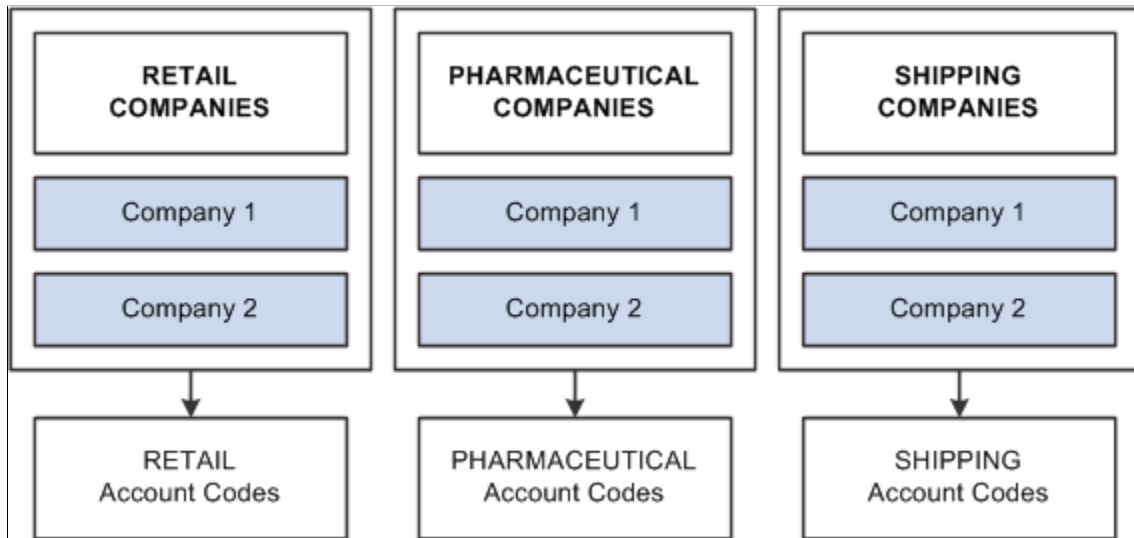 RETAIL
COMPANIES
Company 1
Company 2
RETAIL
Account Codes
PHARMACEUTICAL
COMPANIES
Company 1
Company 2
PHARMACEUTICAL
Account Codes
SHIPPING
COMPANIES
Company 1
Company 2
SHIPPING
Account Codes